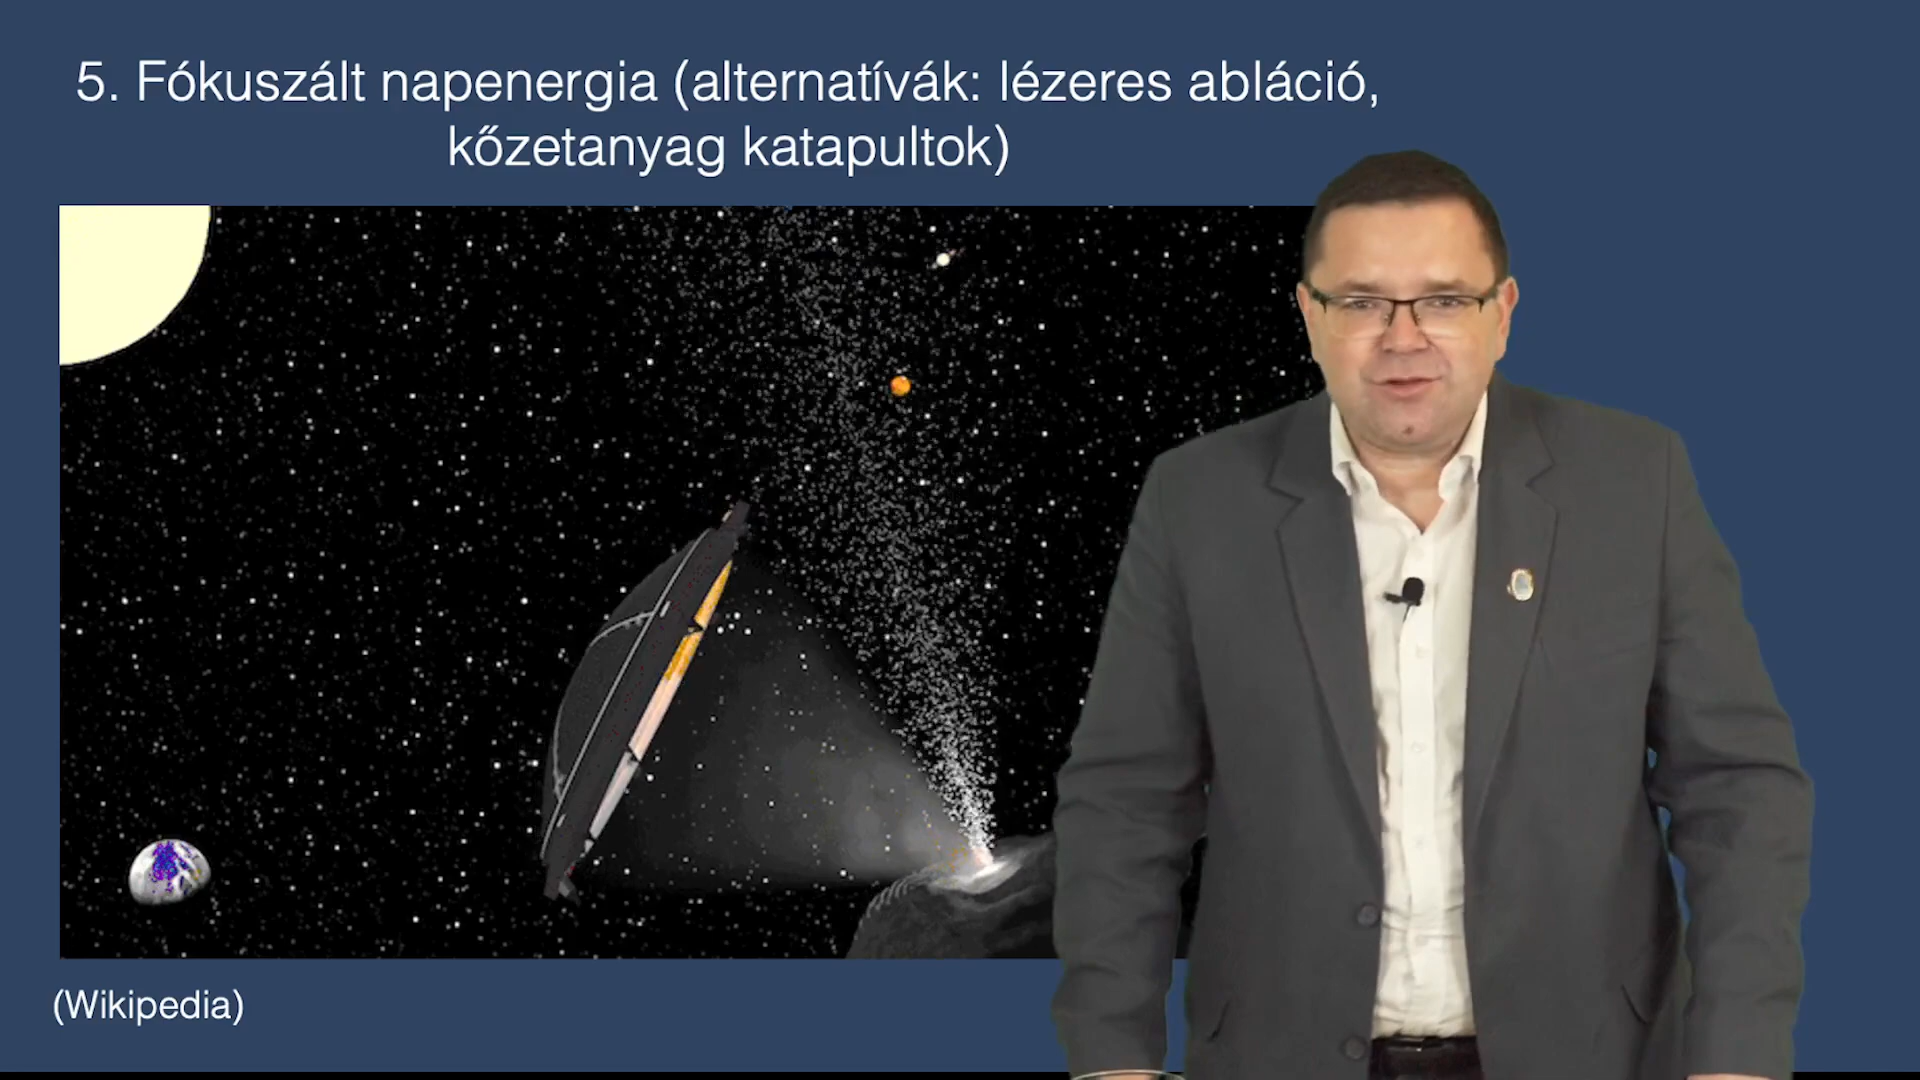 5. Fókuszált napenergia (alternatívák: lézeres abláció,
kőzetanyag katapultok)
(Wikipedia)